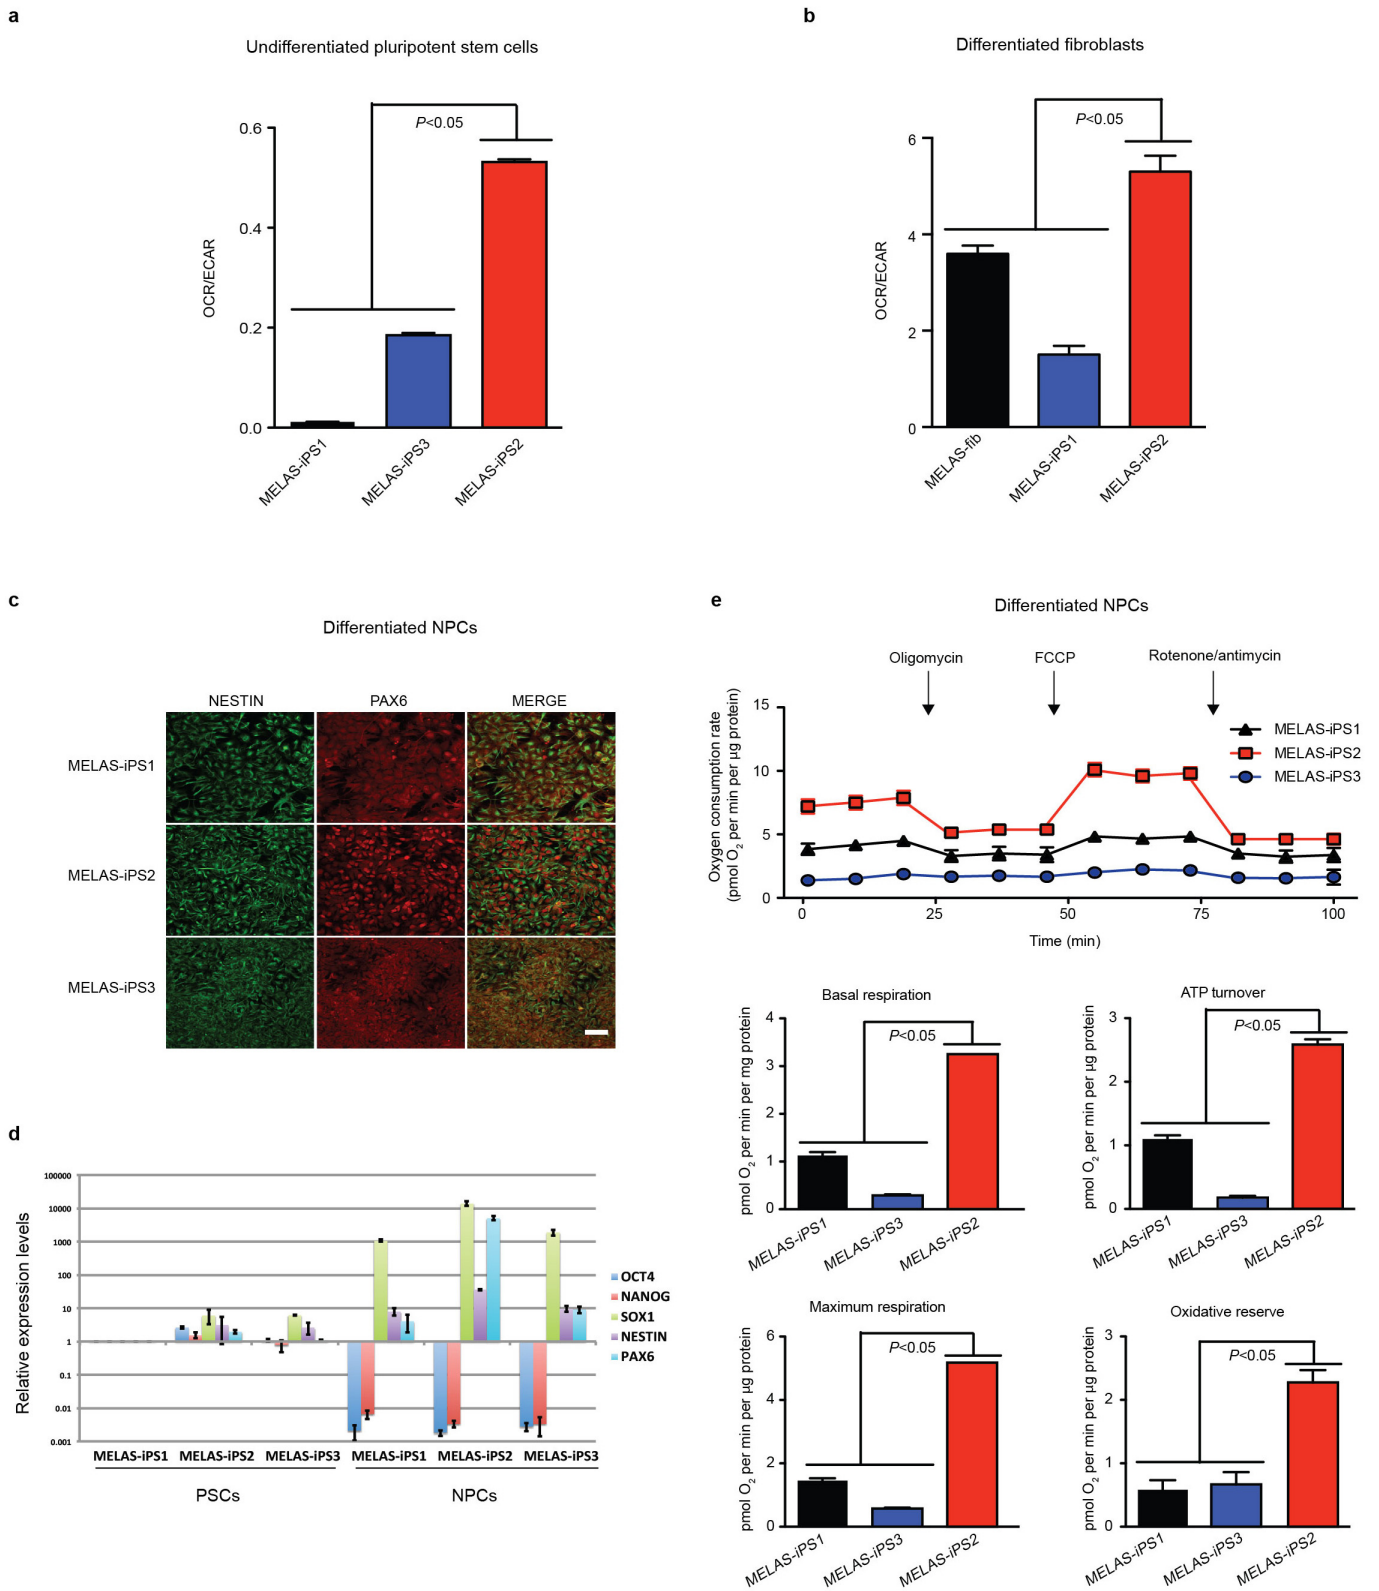 a
Undifferentiated pluripotent stem cells
P<0.05
OCR/ECAR
0.6
0.4
0.2
0.0
MELAS-iPS1
MELAS-iPS3
MELAS-iPS2
b
Differentiated fibroblasts
P<0.05
OCR/ECAR
6
4
2
0
MELAS-fib
MELAS-iPS1
MELAS-iPS2
c
Differentiated NPCs
NESTIN PAX6 MERGE
MELAS-iPS1
MELAS-iPS2
MELAS-iPS3
d
Relative expression levels
100000
10000
1000
100
10
1
0.1
0.01
0.001
OCT4
NANOG
SOX1
NESTIN
PAX6
MELAS-iPS1 MELAS-iPS2 MELAS-iPS3 MELAS-iPS1 MELAS-iPS2 MELAS-iPS3
PSCs NPCs
e
Differentiated NPCs
Oligomycin FCCP Rotenone/antimycin
Oxygen consumption rate
(pmol O2 per min per µg protein)
15
10
5
0
MELAS-iPS1
MELAS-iPS2
MELAS-iPS3
0 25 50 75 100
Time (min)
Basal respiration
P<0.05
pmol O2 per min per mg protein
4
3
2
1
0
MELAS-iPS1
MELAS-iPS3
MELAS-iPS2
ATP turnover
P<0.05
pmol O2 per min per µg protein
3
2
1
0
MELAS-iPS1
MELAS-iPS3
MELAS-iPS2
Maximum respiration
P<0.05
pmol O2 per min per µg protein
6
4
2
0
MELAS-iPS1
MELAS-iPS3
MELAS-iPS2
Oxidative reserve
P<0.05
pmol O2 per min per µg protein
3
2
1
0
MELAS-iPS1
MELAS-iPS3
MELAS-iPS2